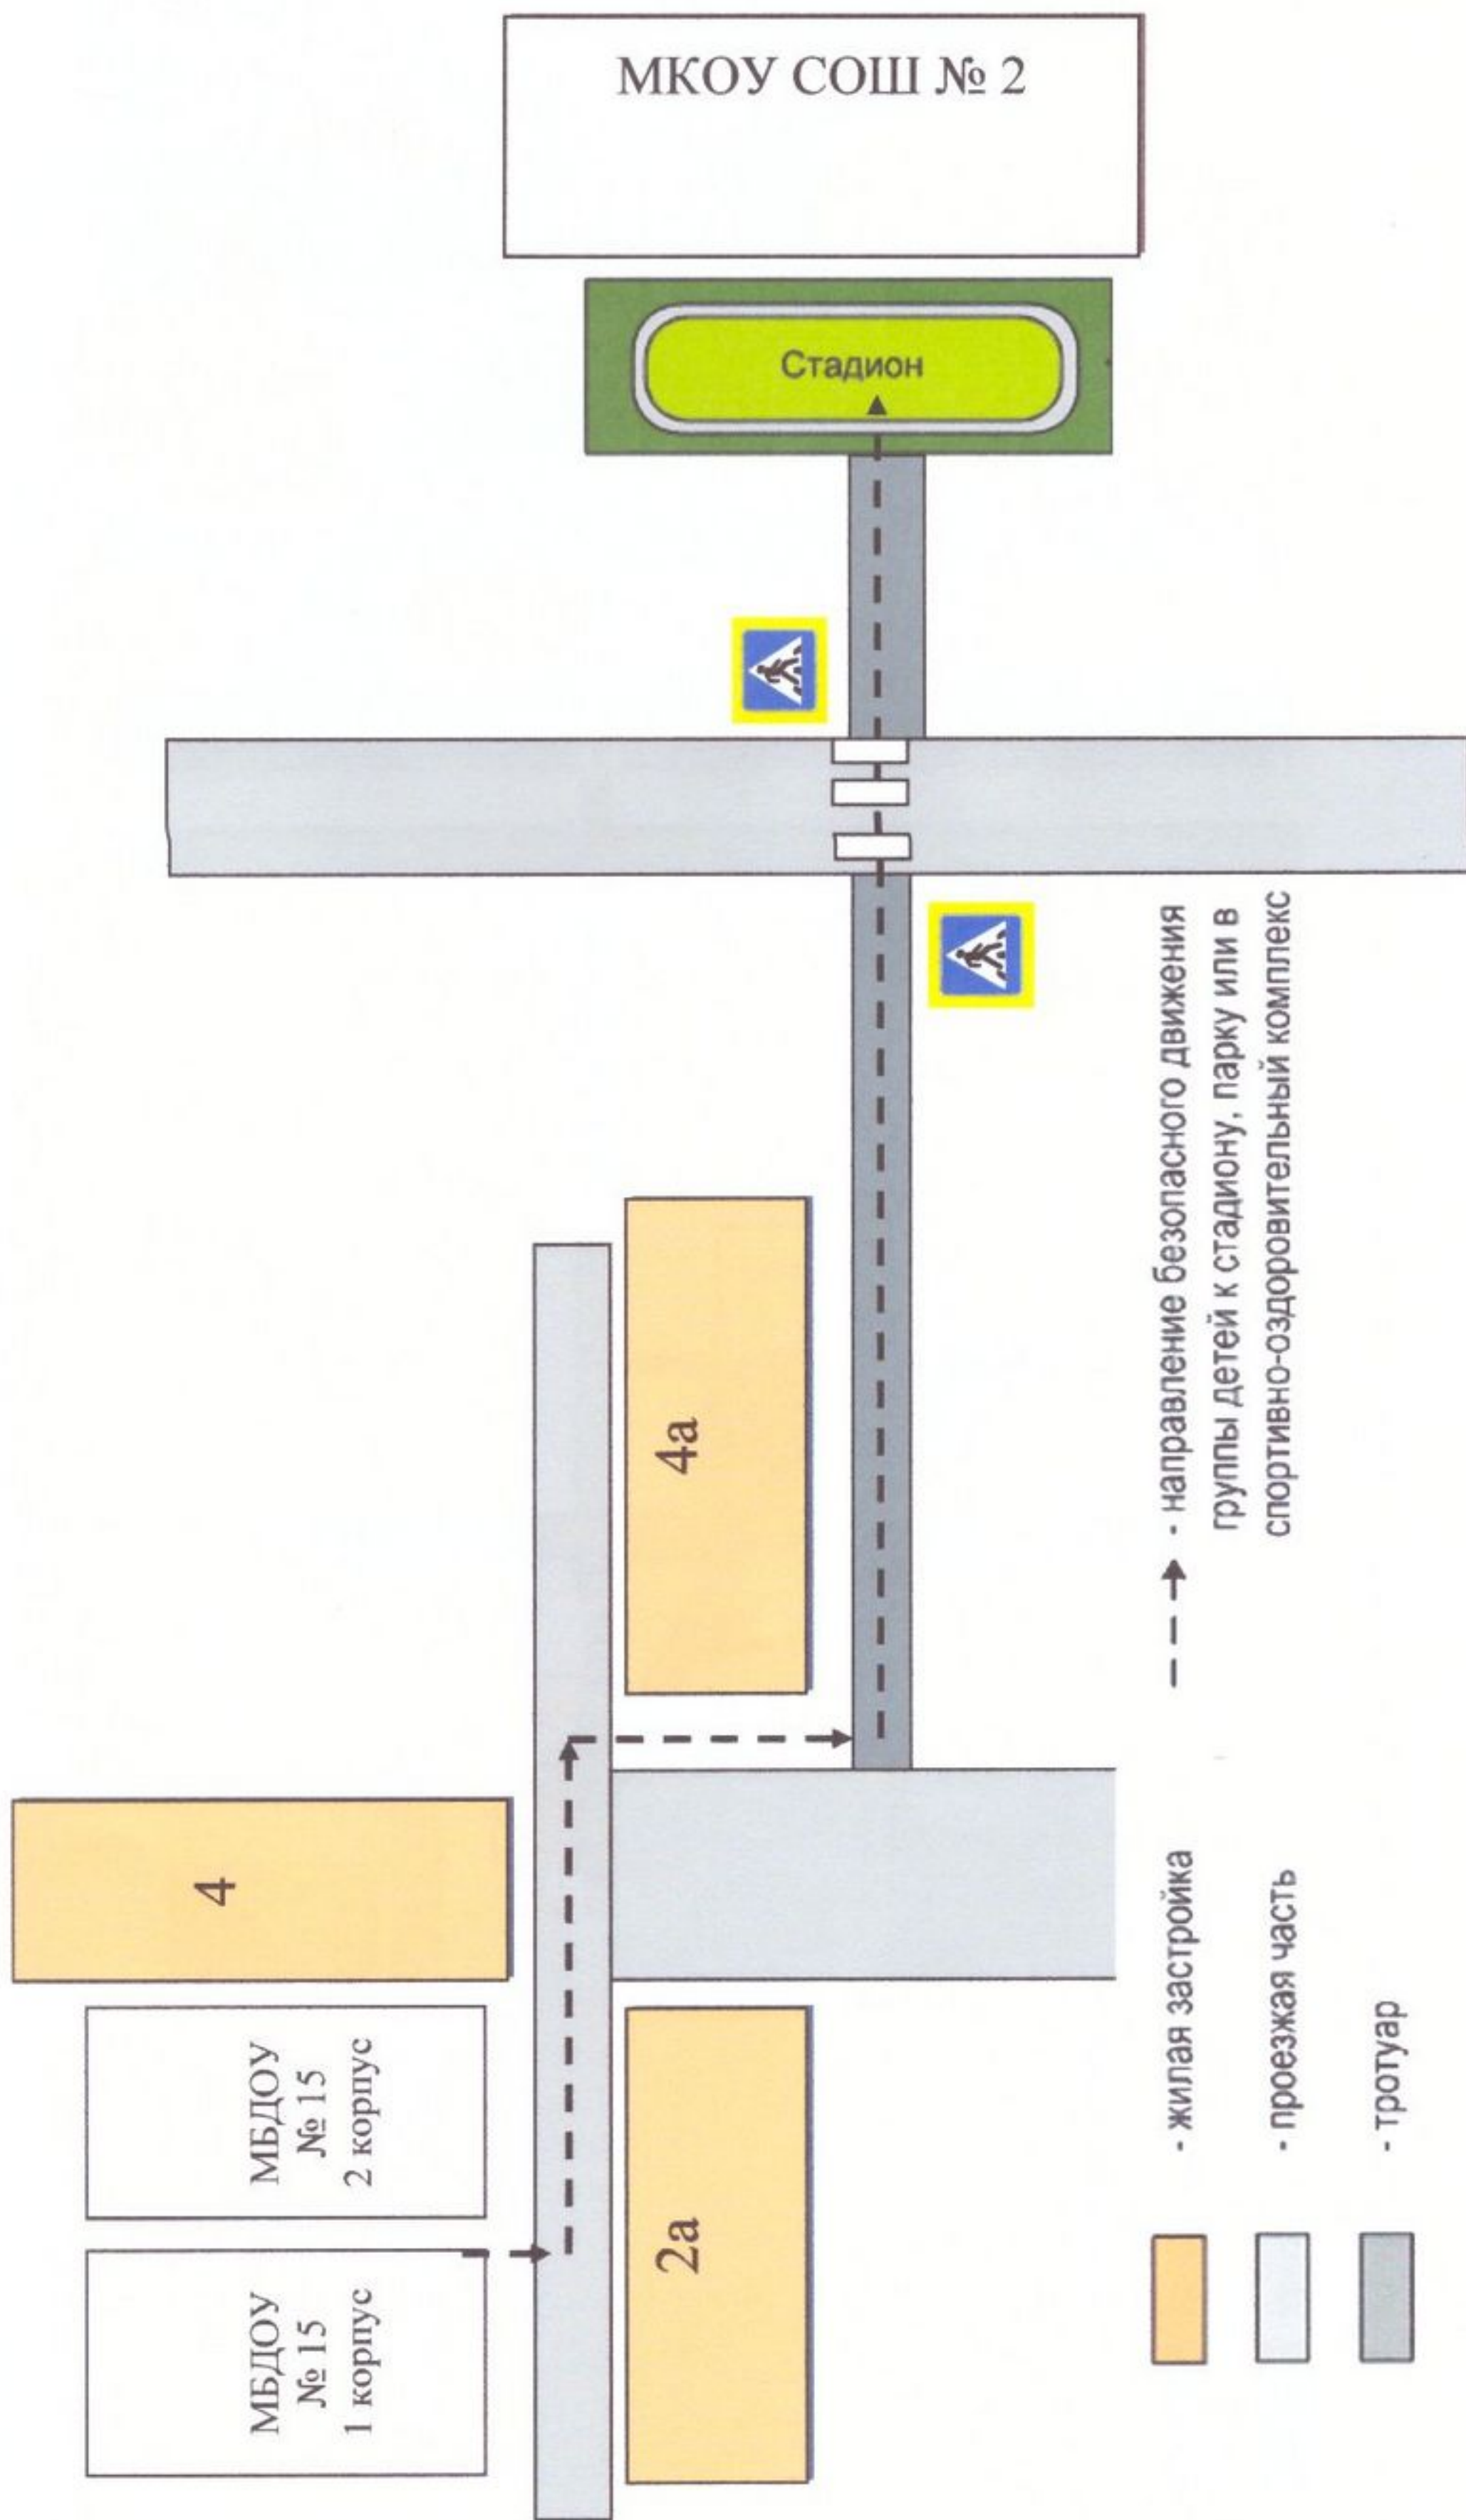 МКОУ СОШ № 2
Стадион
4а
4
2а
МБДОУ
№ 15
2 корпус
МБДОУ
№ 15
1 корпус
- направление безопасного движения
группы детей к стадиону, парку или в
спортивно-оздоровительный комплекс
- жилая застройка
- проезжая часть
- тротуар